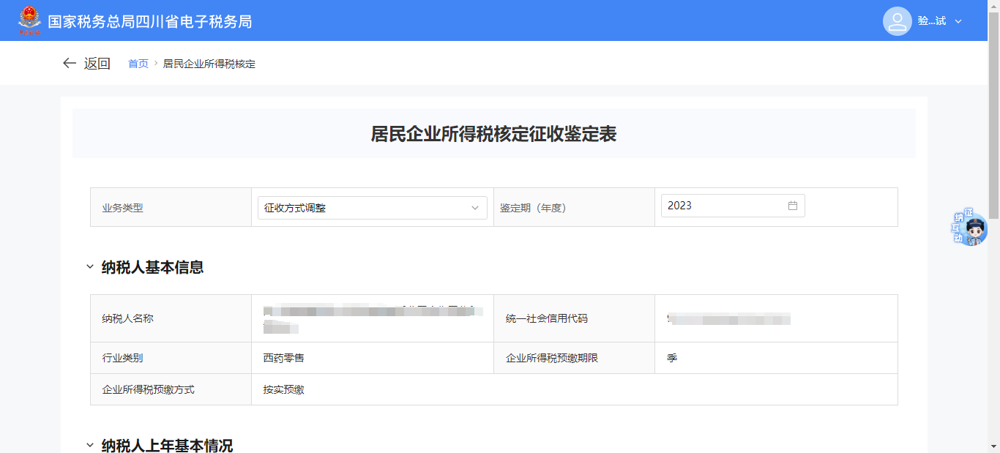 国家税务总局四川省电子税务局
验...试
返回 首页 > 居民企业所得税核定
居民企业所得税核定征收鉴定表
业务类型 征收方式调整 鉴定期（年度） 2023
征
纳
互
动
纳税人基本信息
纳税人名称 统一社会信用代码
行业类别 西药零售 企业所得税预缴期限 季
企业所得税预缴方式 按实预缴
纳税人上年基本情况